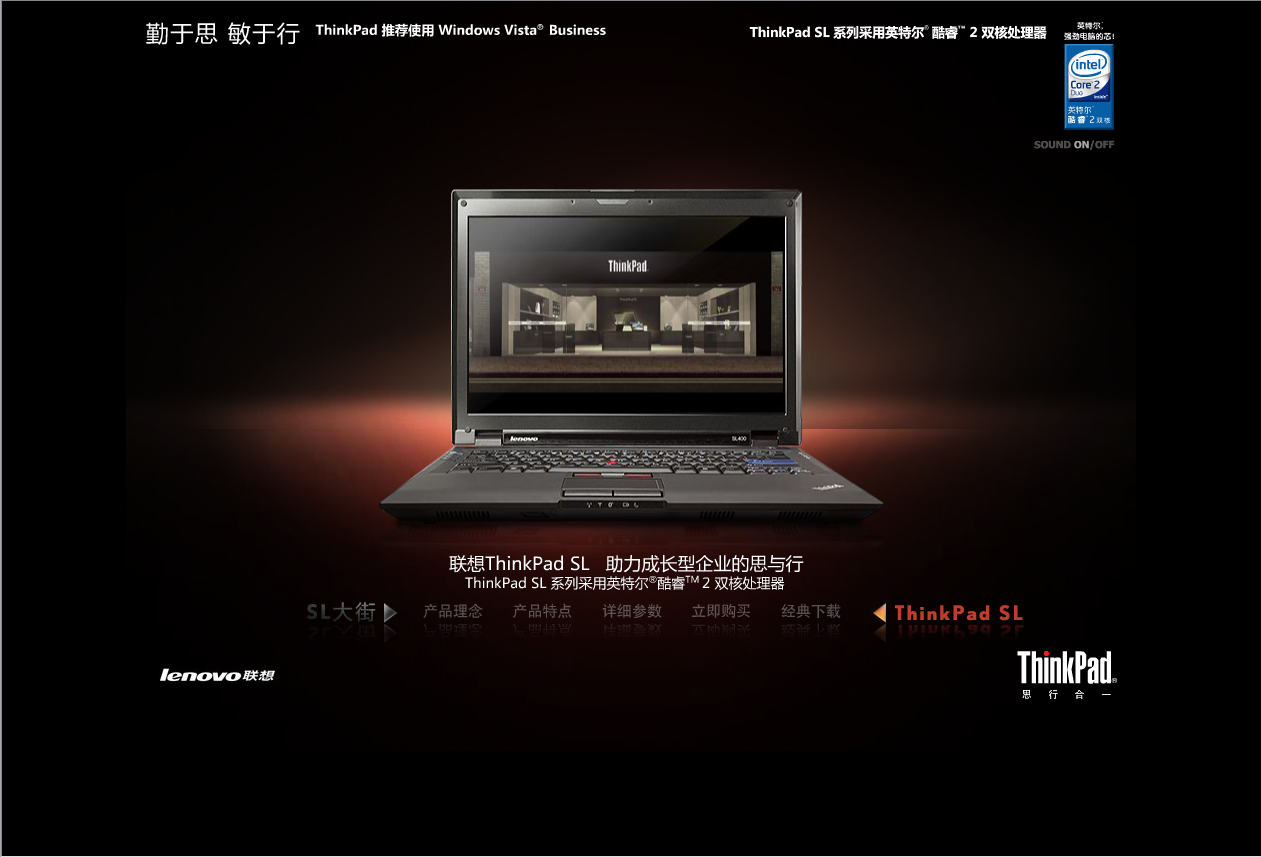 勤于思 敏于行
ThinkPad 推荐使用 Windows Vista® Business
ThinkPad SL 系列采用英特尔® 酷睿™ 2 双核处理器
英特尔®
强劲电脑的芯!
intel
Core™2
Duo
inside™
英特尔®
酷睿™2 双核
SOUND ON/OFF
ThinkPad
lenovo
SL400
ThinkPad
联想ThinkPad SL 助力成长型企业的思与行
ThinkPad SL 系列采用英特尔®酷睿™ 2 双核处理器
SL大街
产品理念
产品特点
详细参数
立即购买
经典下载
ThinkPad SL
lenovo联想
ThinkPad®
思 行 合 一